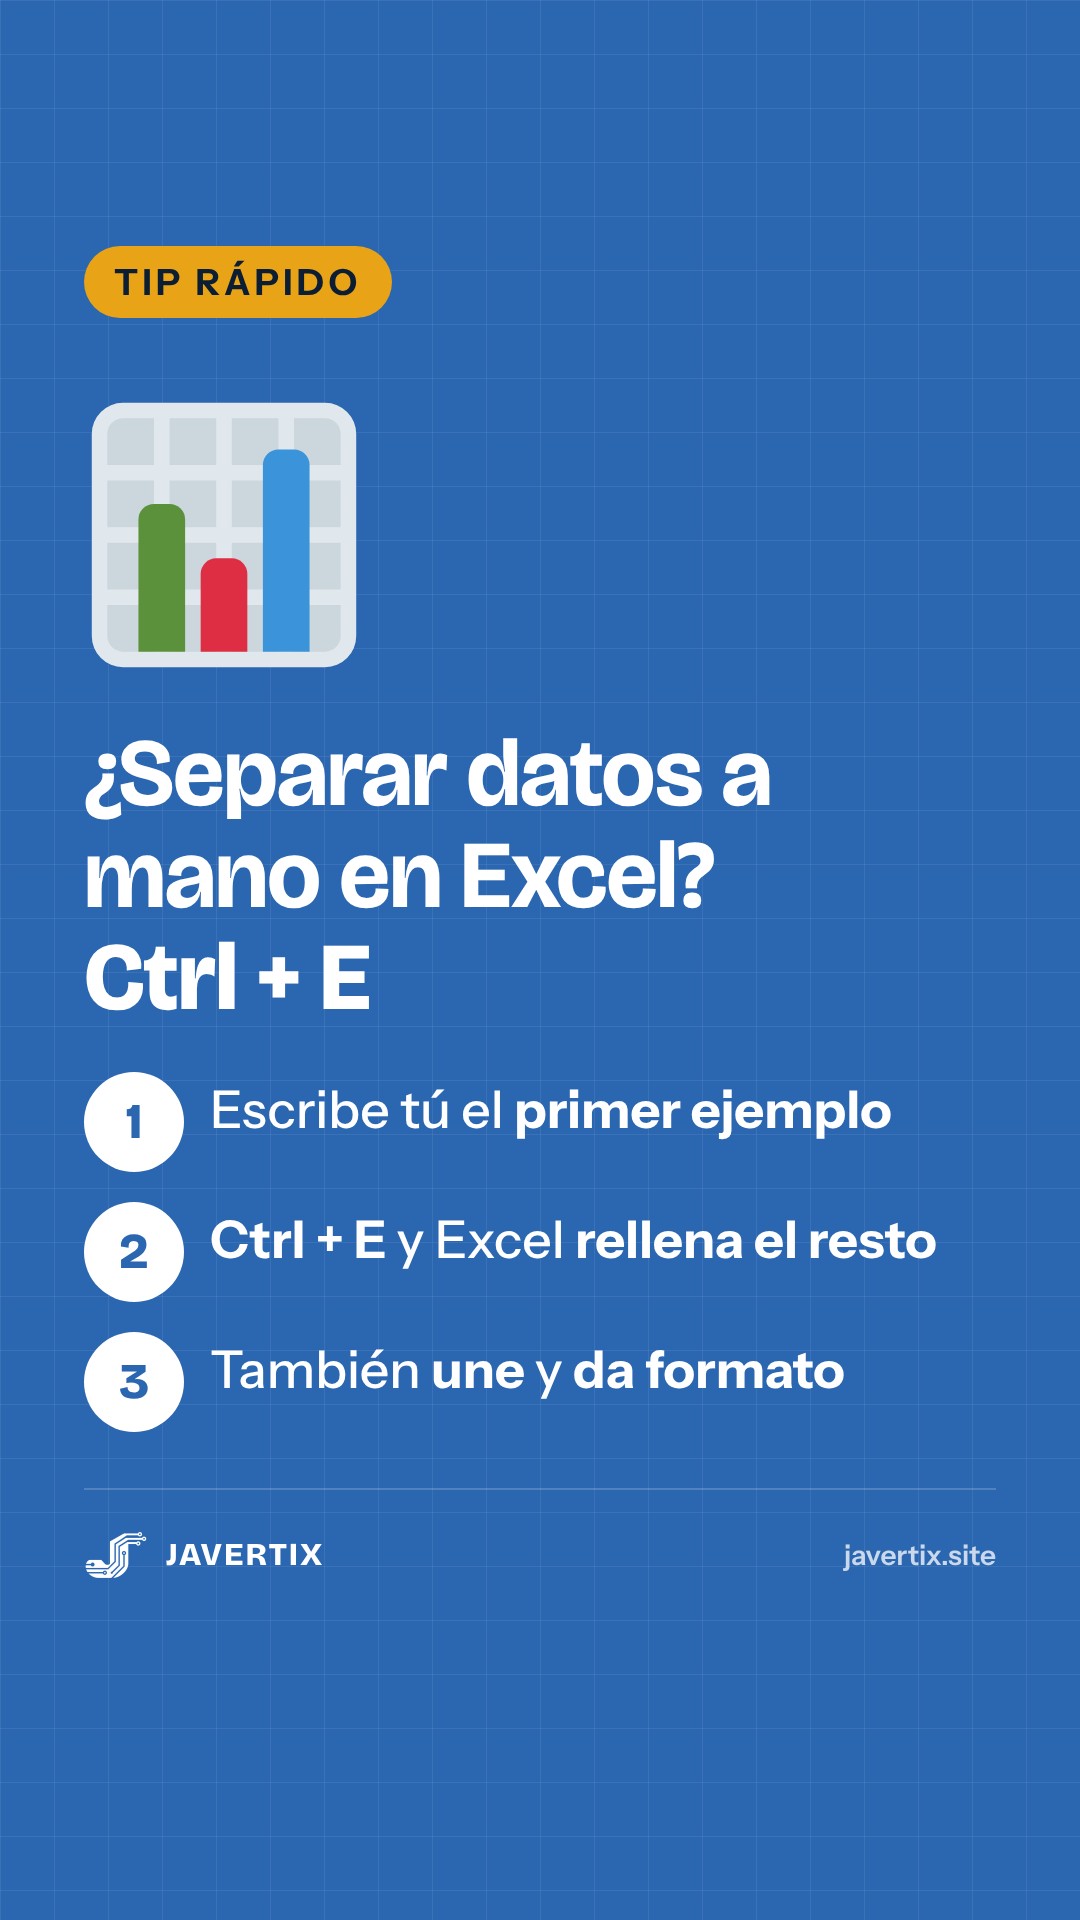 TIP RÁPIDO
¿Separar datos a
mano en Excel?
Ctrl + E
1 Escribe tú el primer ejemplo
2 Ctrl + E y Excel rellena el resto
3 También une y da formato
JAVERTIX javertix.site